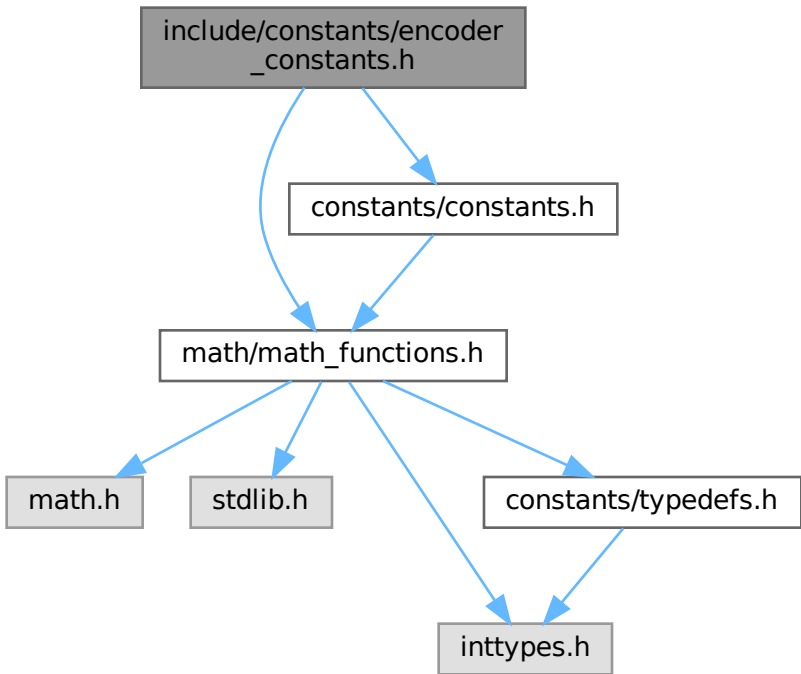 include/constants/encoder
_constants.h
constants/constants.h
math/math_functions.h
math.h
stdlib.h
constants/typedefs.h
inttypes.h